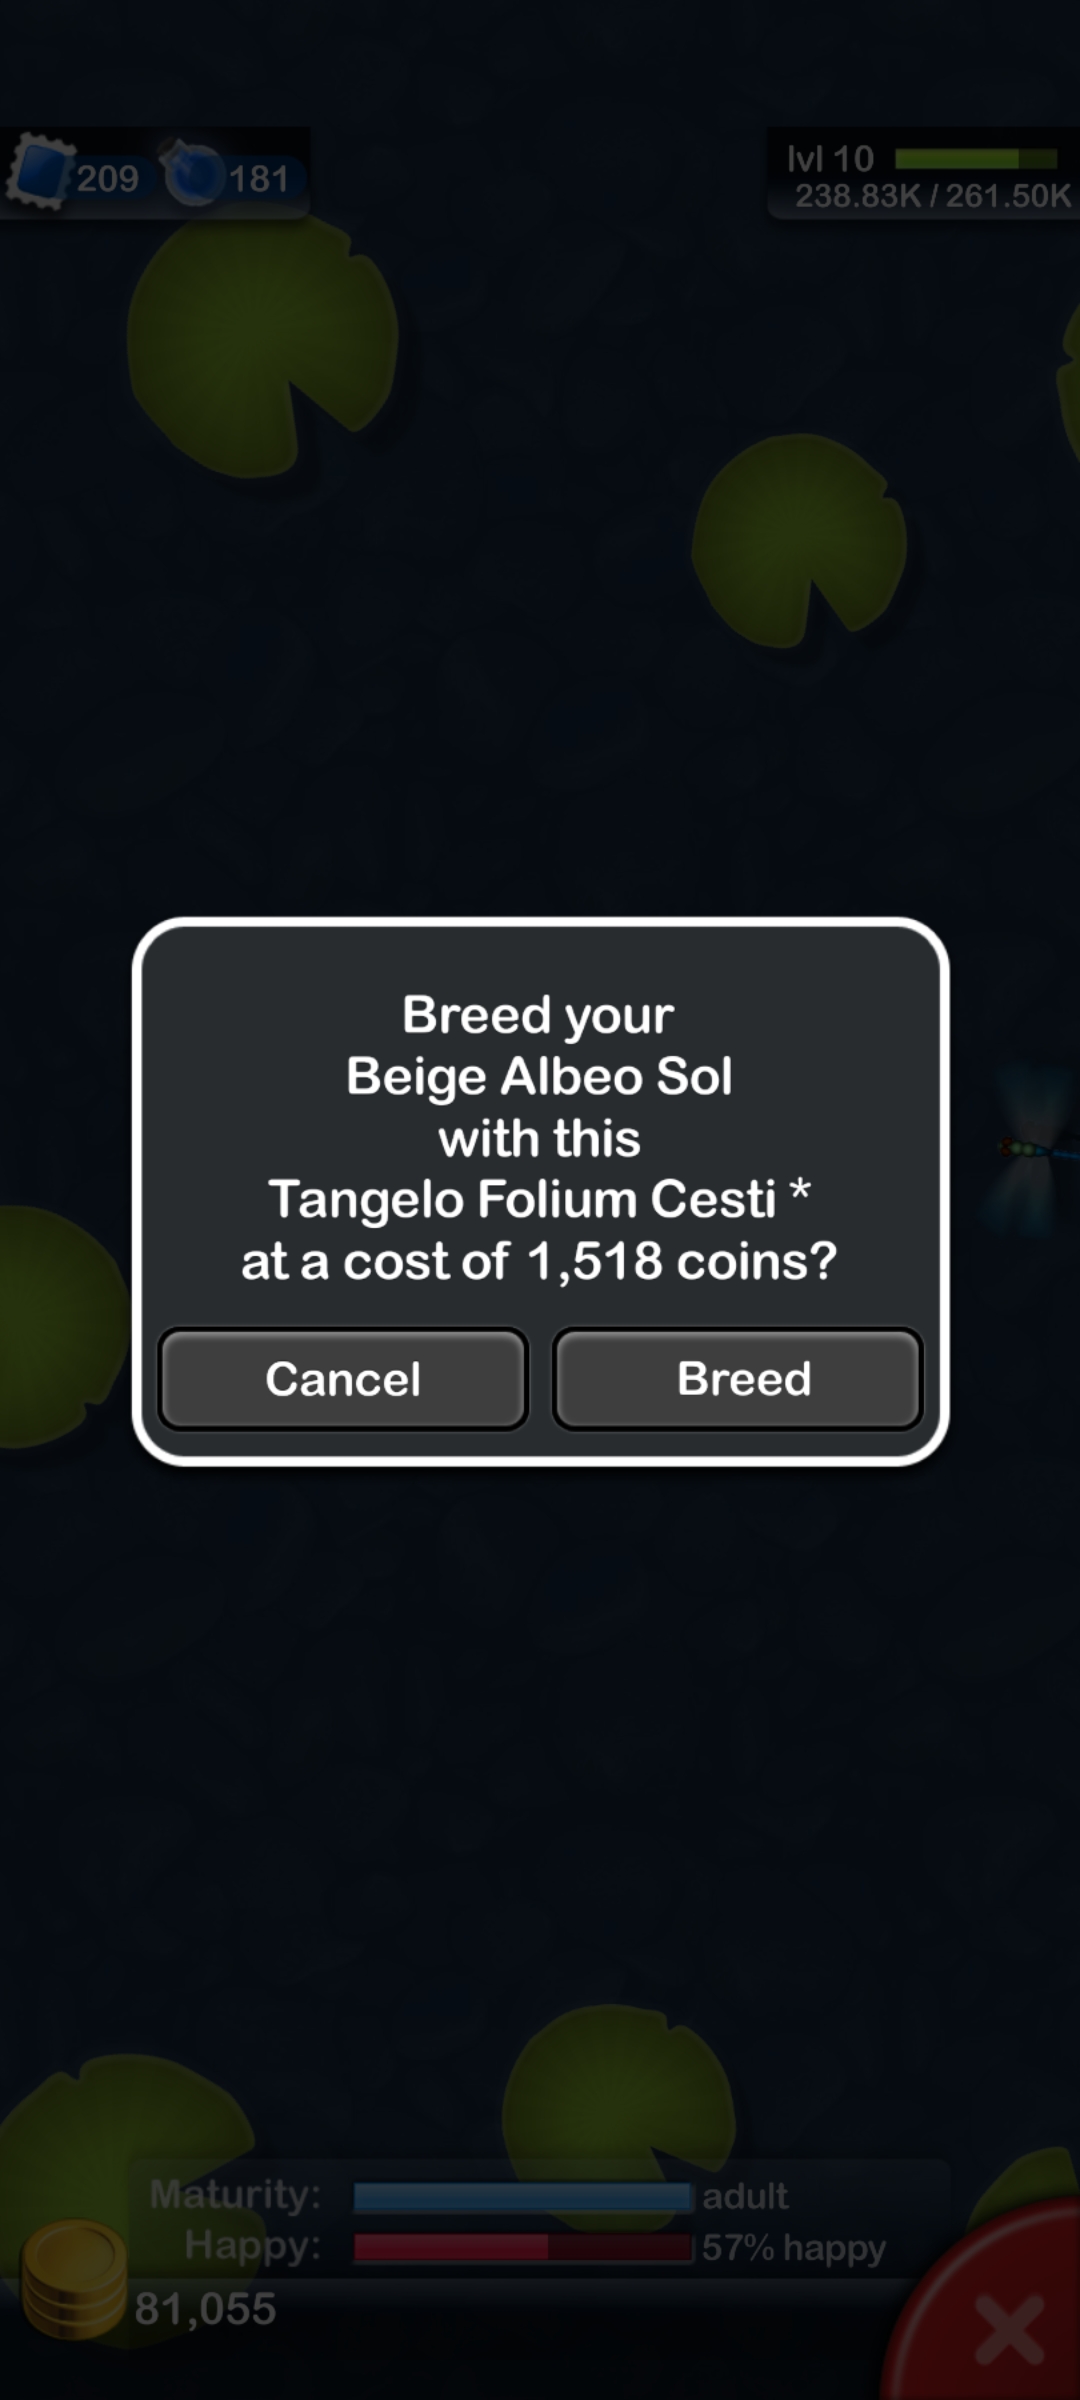 209 181
lvl 10
238.83K / 261.50K
Breed your
Beige Albeo Sol
with this
Tangelo Folium Cesti *
at a cost of 1,518 coins?
Cancel Breed
Maturity: adult
Happy: 57% happy
81,055